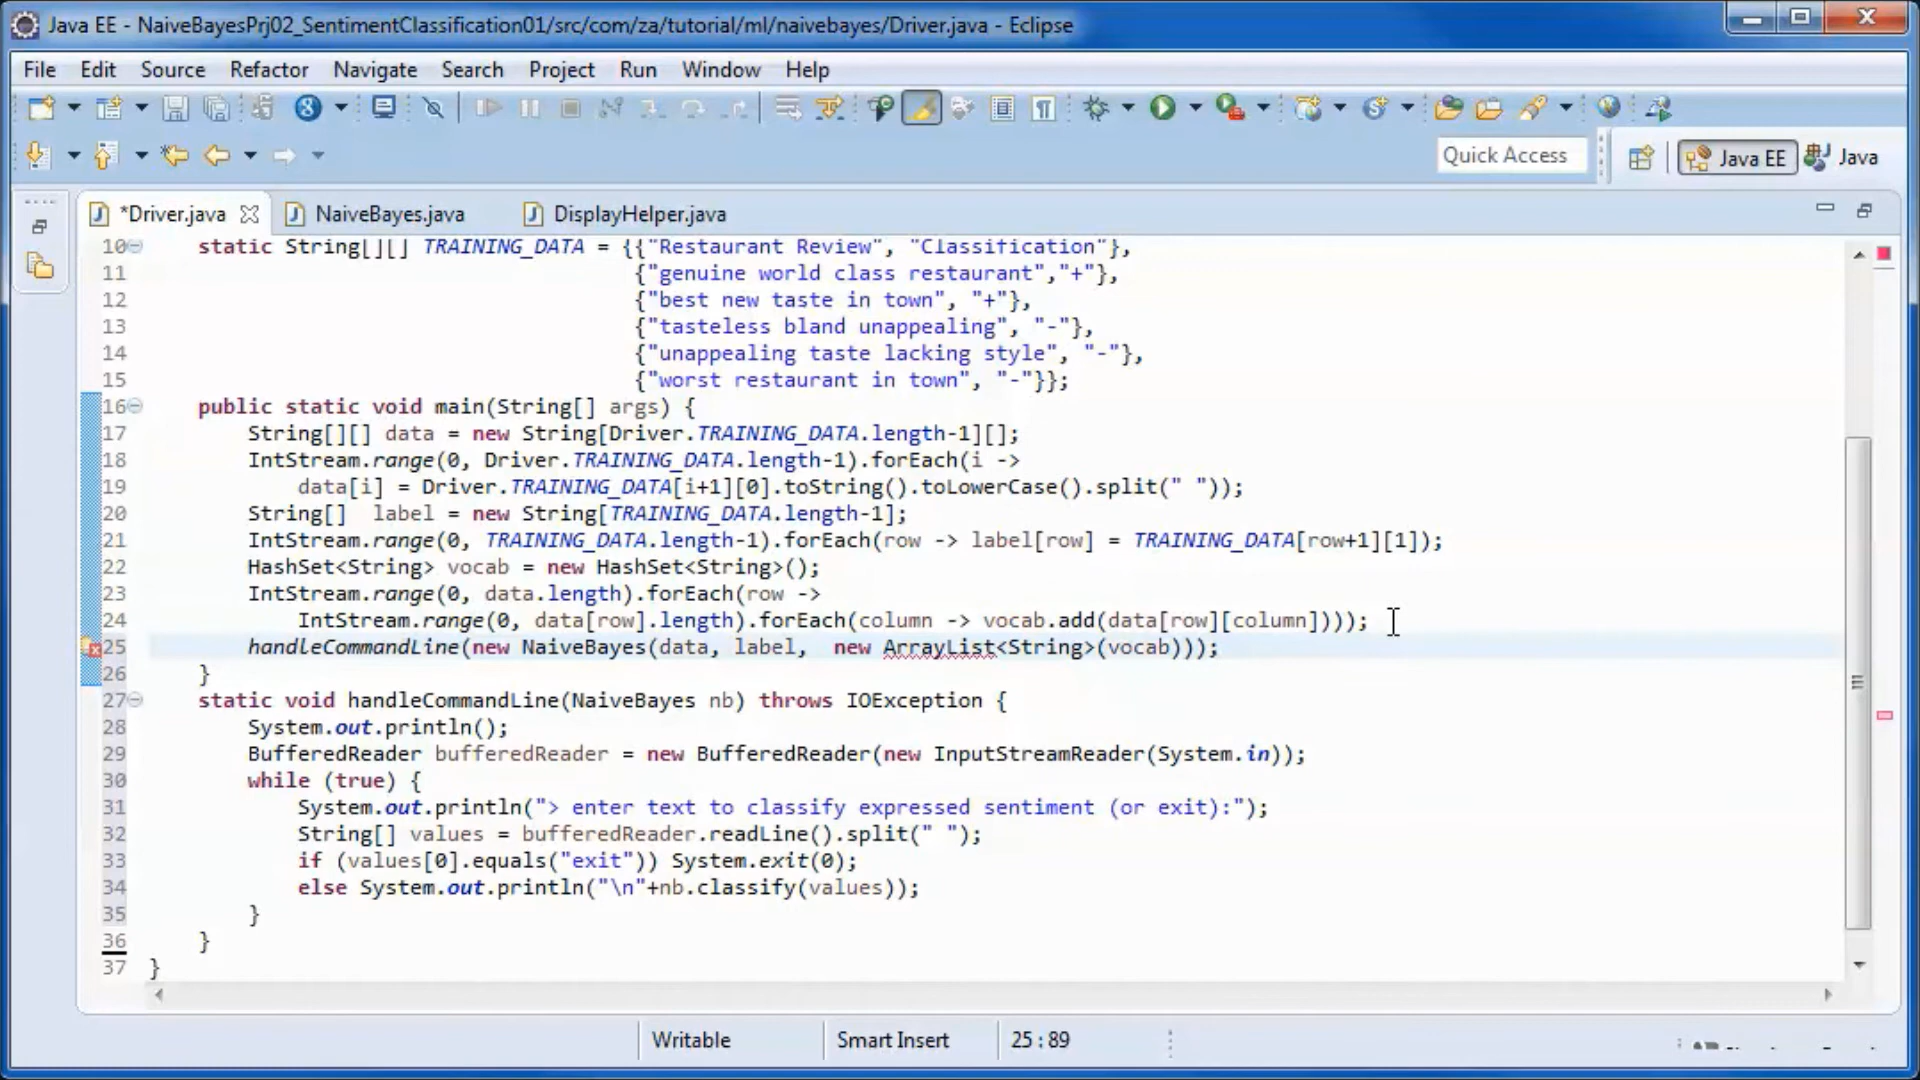 Java EE - NaiveBayesPrj02_SentimentClassification01/src/com/za/tutorial/ml/naivebayes/Driver.java - Eclipse
File Edit Source Refactor Navigate Search Project Run Window Help
Quick Access Java EE Java
*Driver.java NaiveBayes.java DisplayHelper.java
10 static String[][] TRAINING_DATA = {{"Restaurant Review", "Classification"},
11 {"genuine world class restaurant","+"},
12 {"best new taste in town", "+"},
13 {"tasteless bland unappealing", "-"},
14 {"unappealing taste lacking style", "-"},
15 {"worst restaurant in town", "-"}};
16 public static void main(String[] args) {
17 String[][] data = new String[Driver.TRAINING_DATA.length-1][];
18 IntStream.range(0, Driver.TRAINING_DATA.length-1).forEach(i ->
19 data[i] = Driver.TRAINING_DATA[i+1][0].toString().toLowerCase().split(" "));
20 String[]  label = new String[TRAINING_DATA.length-1];
21 IntStream.range(0, TRAINING_DATA.length-1).forEach(row -> label[row] = TRAINING_DATA[row+1][1]);
22 HashSet<String> vocab = new HashSet<String>();
23 IntStream.range(0, data.length).forEach(row ->
24 IntStream.range(0, data[row].length).forEach(column -> vocab.add(data[row][column])));
25 handleCommandLine(new NaiveBayes(data, label,  new ArrayList<String>(vocab)));
26 }
27 static void handleCommandLine(NaiveBayes nb) throws IOException {
28 System.out.println();
29 BufferedReader bufferedReader = new BufferedReader(new InputStreamReader(System.in));
30 while (true) {
31 System.out.println("> enter text to classify expressed sentiment (or exit):");
32 String[] values = bufferedReader.readLine().split(" ");
33 if (values[0].equals("exit")) System.exit(0);
34 else System.out.println("\n"+nb.classify(values));
35 }
36 }
37 }
Writable Smart Insert 25 : 89